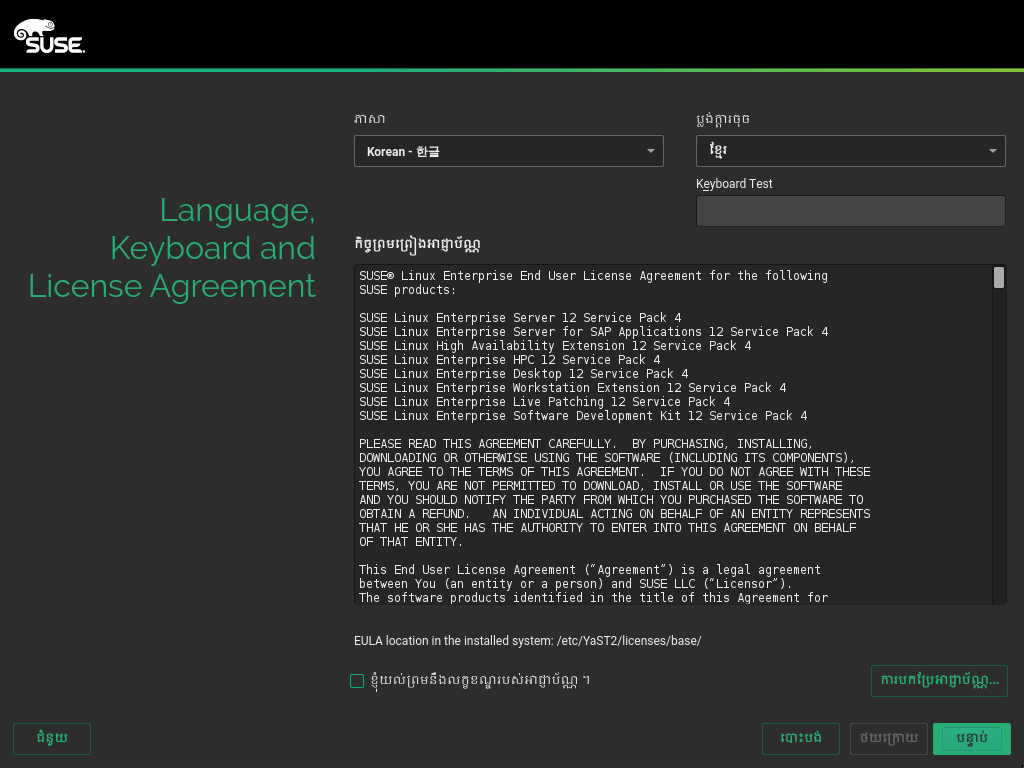 SUSE.
ភាសា
ប្លង់ក្ដារចុច
Korean - 한글
ខ្មែរ
Keyboard Test
Language,
Keyboard and
License Agreement
កិច្ចព្រមព្រៀងអាជ្ញាប័ណ្ណ
SUSE® Linux Enterprise End User License Agreement for the following
SUSE products:
SUSE Linux Enterprise Server 12 Service Pack 4
SUSE Linux Enterprise Server for SAP Applications 12 Service Pack 4
SUSE Linux High Availability Extension 12 Service Pack 4
SUSE Linux Enterprise HPC 12 Service Pack 4
SUSE Linux Enterprise Desktop 12 Service Pack 4
SUSE Linux Enterprise Workstation Extension 12 Service Pack 4
SUSE Linux Enterprise Live Patching 12 Service Pack 4
SUSE Linux Enterprise Software Development Kit 12 Service Pack 4
PLEASE READ THIS AGREEMENT CAREFULLY.  BY PURCHASING, INSTALLING,
DOWNLOADING OR OTHERWISE USING THE SOFTWARE (INCLUDING ITS COMPONENTS),
YOU AGREE TO THE TERMS OF THIS AGREEMENT.  IF YOU DO NOT AGREE WITH THESE
TERMS, YOU ARE NOT PERMITTED TO DOWNLOAD, INSTALL OR USE THE SOFTWARE
AND YOU SHOULD NOTIFY THE PARTY FROM WHICH YOU PURCHASED THE SOFTWARE TO
OBTAIN A REFUND.   AN INDIVIDUAL ACTING ON BEHALF OF AN ENTITY REPRESENTS
THAT HE OR SHE HAS THE AUTHORITY TO ENTER INTO THIS AGREEMENT ON BEHALF
OF THAT ENTITY.
This End User License Agreement (“Agreement”) is a legal agreement
between You (an entity or a person) and SUSE LLC (“Licensor”).
The software products identified in the title of this Agreement for
EULA location in the installed system: /etc/YaST2/licenses/base/
ខ្ញុំ​យល់ព្រម​នឹង​លក្ខខណ្ឌ​របស់​អាជ្ញាប័ណ្ណ ។
ការបកប្រែអាជ្ញាប័ណ្ណ...
ជំនួយ
បោះបង់
ថយក្រោយ
បន្ទាប់